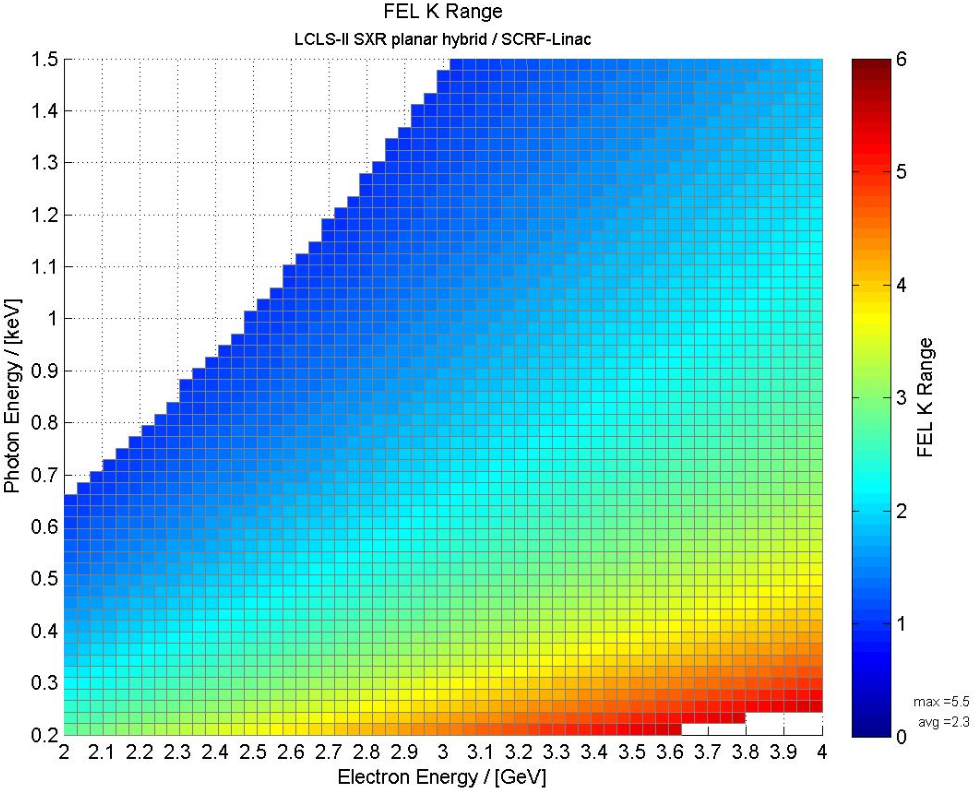 FEL K Range
LCLS-II SXR planar hybrid / SCRF-Linac
1.5
1.4
1.3
1.2
1.1
1
0.9
0.8
0.7
0.6
0.5
0.4
0.3
0.2
Photon Energy / [keV]
2 2.1 2.2 2.3 2.4 2.5 2.6 2.7 2.8 2.9 3 3.1 3.2 3.3 3.4 3.5 3.6 3.7 3.8 3.9 4
Electron Energy / [GeV]
6
5
4
3
2
1
0
FEL K Range
max =5.5
avg =2.3